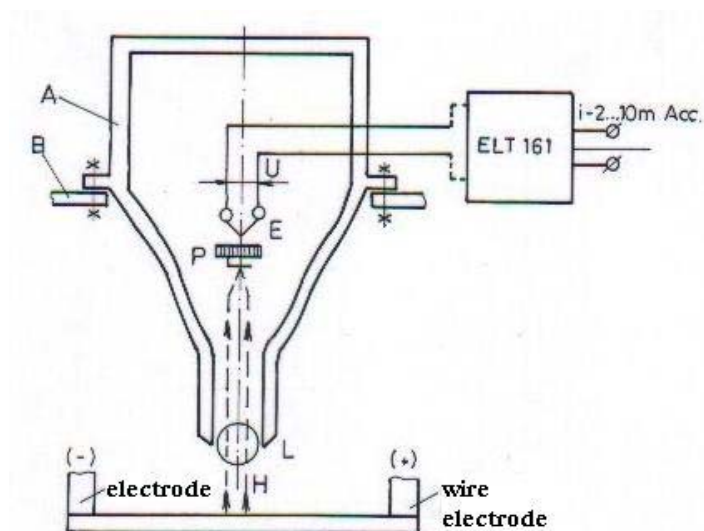 A
B
U
E
P
ELT 161
i-2...10m Acc.
L
H
(-)
(+)
electrode
wire
electrode